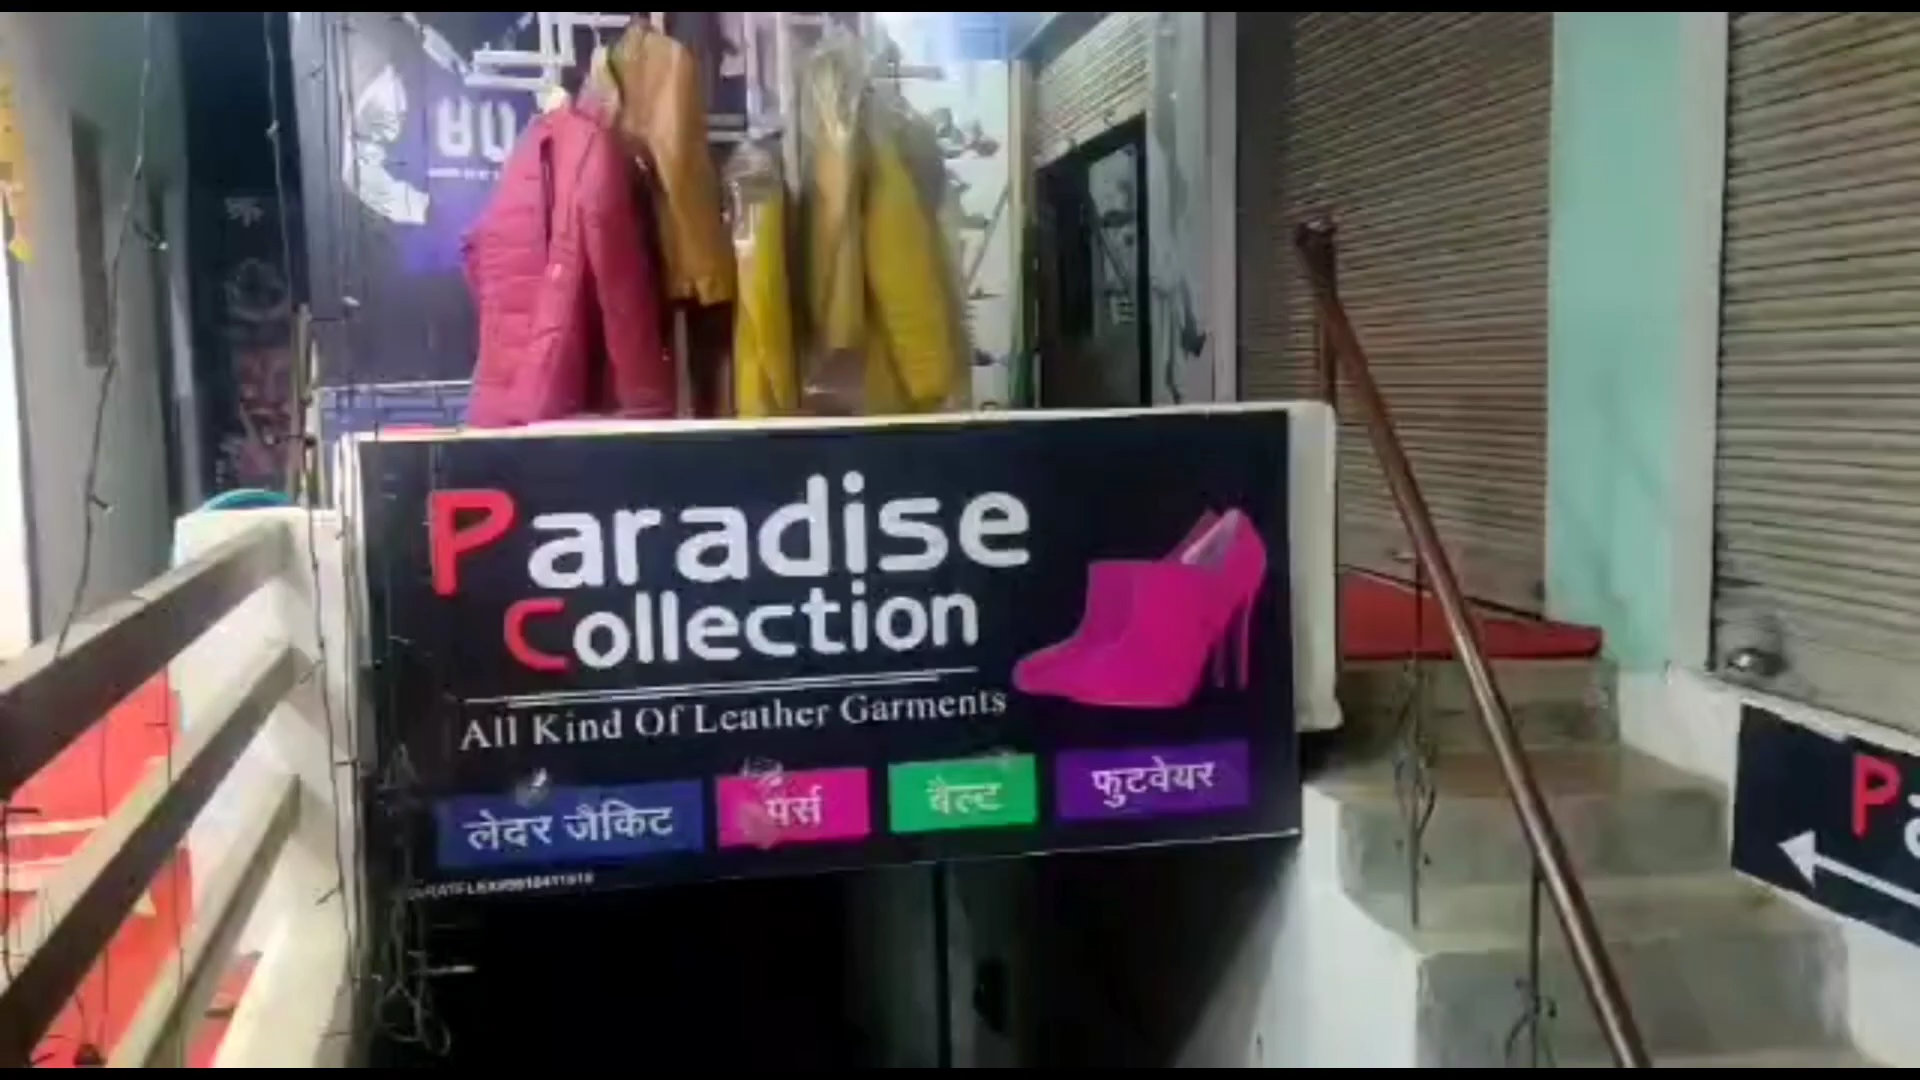 Paradise
Collection
All Kind Of Leather Garments
लेदर जैकिट
पर्स
बैल्ट
फुटवेयर